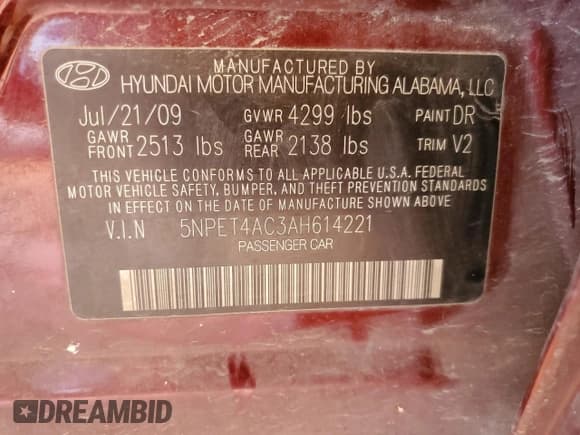 MANUFACTURED BY
HYUNDAI MOTOR MANUFACTURING ALABAMA, LLC
Jul/21/09 GVWR 4299 lbs PAINT DR
GAWR FRONT 2513 lbs GAWR REAR 2138 lbs TRIM V2
THIS VEHICLE CONFORMS TO ALL APPLICABLE U.S.A. FEDERAL
MOTOR VEHICLE SAFETY, BUMPER, AND THEFT PREVENTION STANDARDS
IN EFFECT ON THE DATE OF MANUFACTURE SHOWN ABOVE.
V.I.N 5NPET4AC3AH614221
PASSENGER CAR
DREAMBID